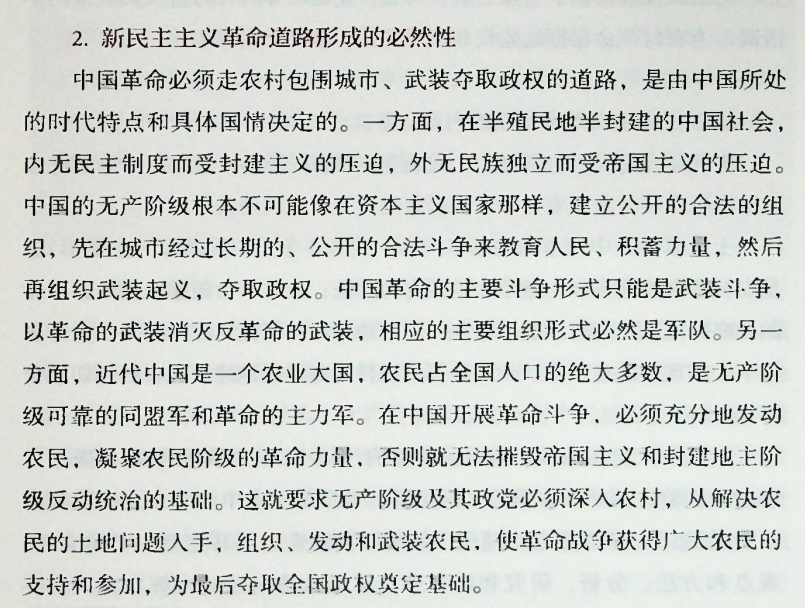 2. 新民主主义革命道路形成的必然性
中国革命必须走农村包围城市、武装夺取政权的道路，是由中国所处
的时代特点和具体国情决定的。一方面，在半殖民地半封建的中国社会，
内无民主制度而受封建主义的压迫，外无民族独立而受帝国主义的压迫。
中国的无产阶级根本不可能像在资本主义国家那样，建立公开的合法的组
织，先在城市经过长期的、公开的合法斗争来教育人民、积蓄力量，然后
再组织武装起义、夺取政权。中国革命的主要斗争形式只能是武装斗争，
以革命的武装消灭反革命的武装，相应的主要组织形式必然是军队。另一
方面，近代中国是一个农业大国，农民占全国人口的绝大多数，是无产阶
级可靠的同盟军和革命的主力军。在中国开展革命斗争，必须充分地发动
农民，凝聚农民阶级的革命力量，否则就无法摧毁帝国主义和封建地主阶
级反动统治的基础。这就要求无产阶级及其政党必须深入农村，从解决农
民的土地问题入手，组织、发动和武装农民，使革命战争获得广大农民的
支持和参加，为最后夺取全国政权奠定基础。